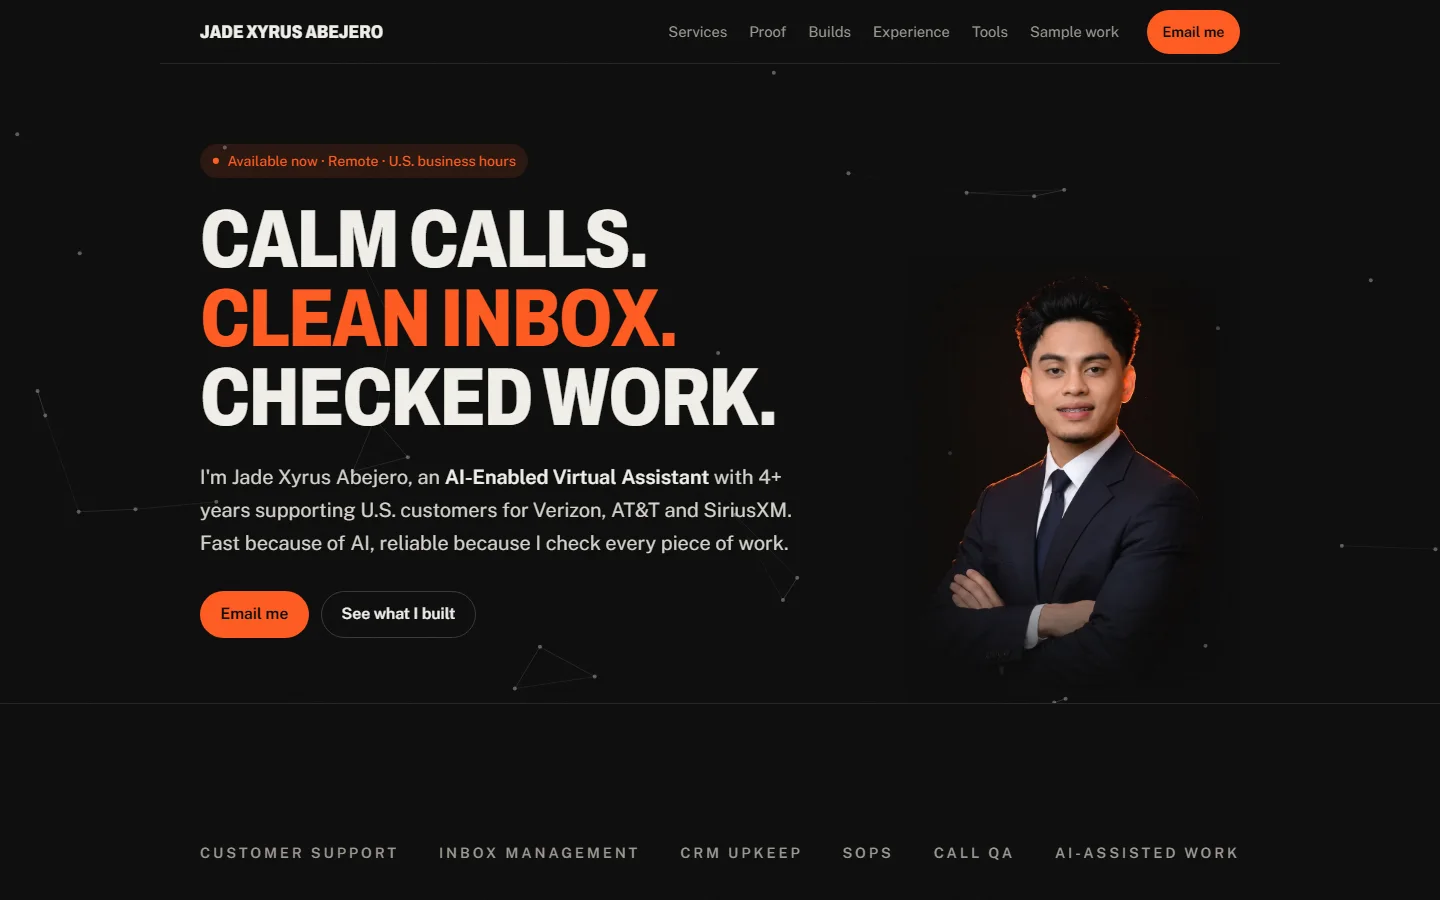 JADE XYRUS ABEJERO
Services
Proof
Builds
Experience
Tools
Sample work
Email me
Available now · Remote · U.S. business hours
CALM CALLS.
CLEAN INBOX.
CHECKED WORK.
I'm Jade Xyrus Abejero, an AI-Enabled Virtual Assistant with 4+
years supporting U.S. customers for Verizon, AT&T and SiriusXM.
Fast because of AI, reliable because I check every piece of work.
Email me
See what I built
CUSTOMER SUPPORT
INBOX MANAGEMENT
CRM UPKEEP
SOPS
CALL QA
AI-ASSISTED WORK